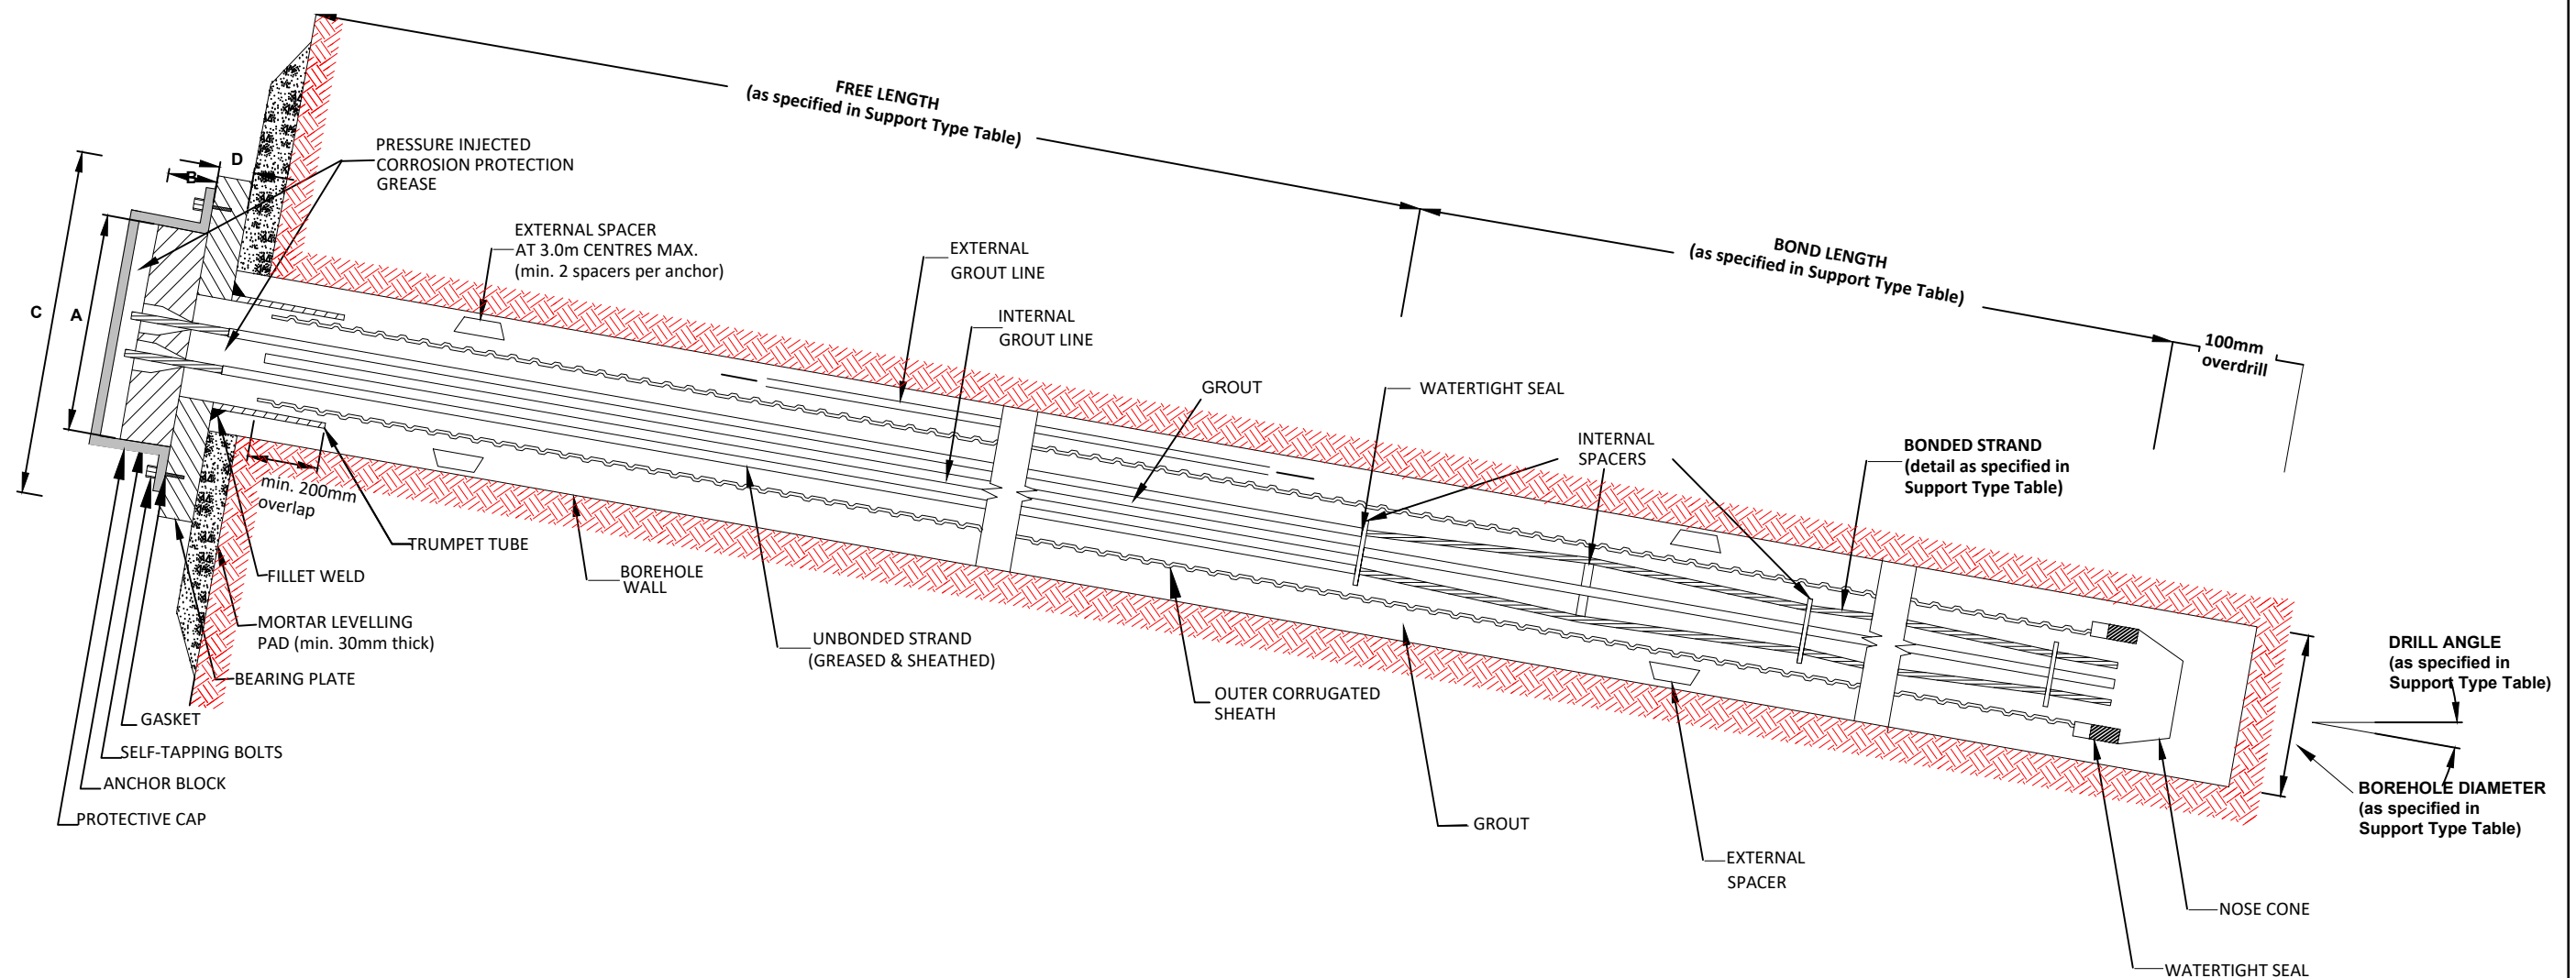 FREE LENGTH
(as specified in Support Type Table)
PRESSURE INJECTED
CORROSION PROTECTION
GREASE
D
B
C
A
EXTERNAL SPACER
AT 3.0m CENTRES MAX.
(min. 2 spacers per anchor)
EXTERNAL
GROUT LINE
INTERNAL
GROUT LINE
BOND LENGTH
(as specified in Support Type Table)
100mm
overdrill
GROUT
WATERTIGHT SEAL
INTERNAL
SPACERS
BONDED STRAND
(detail as specified in
Support Type Table)
min. 200mm
overlap
TRUMPET TUBE
FILLET WELD
BOREHOLE
WALL
MORTAR LEVELLING
PAD (min. 30mm thick)
UNBONDED STRAND
(GREASED & SHEATHED)
BEARING PLATE
OUTER CORRUGATED
SHEATH
GASKET
SELF-TAPPING BOLTS
ANCHOR BLOCK
PROTECTIVE CAP
GROUT
EXTERNAL
SPACER
DRILL ANGLE
(as specified in
Support Type Table)
BOREHOLE DIAMETER
(as specified in
Support Type Table)
NOSE CONE
WATERTIGHT SEAL